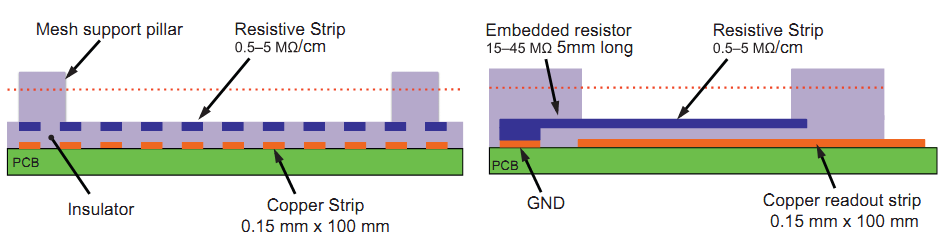 Mesh support pillar
Resistive Strip
0.5–5 MΩ/cm
PCB
Insulator
Copper Strip
0.15 mm x 100 mm
Embedded resistor
15–45 MΩ 5mm long
Resistive Strip
0.5–5 MΩ/cm
PCB
GND
Copper readout strip
0.15 mm x 100 mm